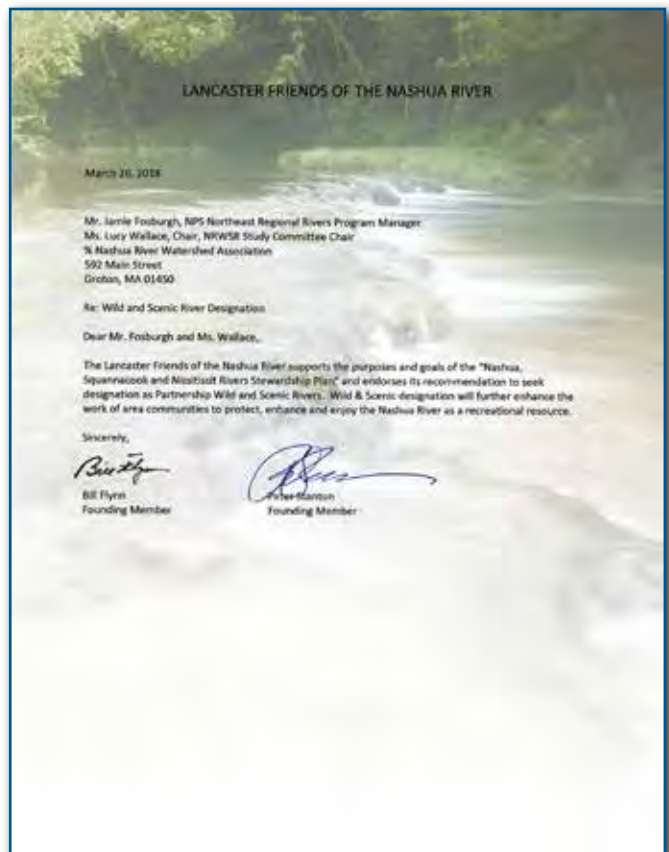 LANCASTER FRIENDS OF THE NASHUA RIVER
March 26, 2018
Mr. Jamie Fosburgh, NPS Northeast Regional Rivers Program Manager
Ms. Lucy Wallace, Chair, NRWSR Study Committee Chair
% Nashua River Watershed Association
592 Main Street
Groton, MA 01450
Re: Wild and Scenic River Designation
Dear Mr. Fosburgh and Ms. Wallace,
The Lancaster Friends of the Nashua River supports the purposes and goals of the "Nashua,
Squannacook and Nissitissit Rivers Stewardship Plan" and endorses its recommendation to seek
designation as Partnership Wild and Scenic Rivers. Wild & Scenic designation will further enhance the
work of area communities to protect, enhance and enjoy the Nashua River as a recreational resource.
Sincerely,
Bill Flynn Peter
Founding Member Founding Member